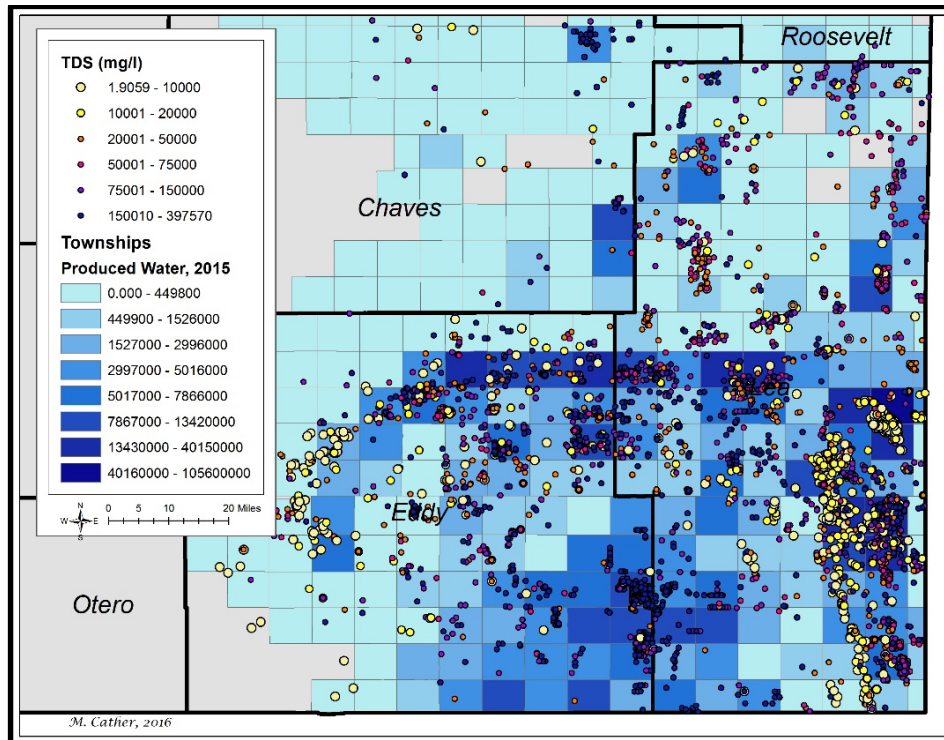 TDS (mg/l)
1.9059 - 10000
10001 - 20000
20001 - 50000
50001 - 75000
75001 - 150000
150010 - 397570
Townships
Produced Water, 2015
0.000 - 449800
449900 - 1526000
1527000 - 2996000
2997000 - 5016000
5017000 - 7866000
7867000 - 13420000
13430000 - 40150000
40160000 - 105600000
N
W E
S
0 5 10 20 Miles
Roosevelt
Chaves
Lea
Eddy
Otero
M. Cather, 2016